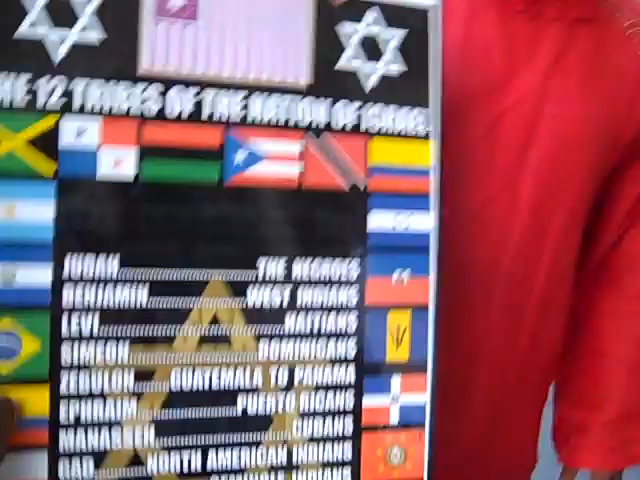 THE 12 TRIBES OF THE NATION OF ISRAEL
JUDAH THE NEGROES
BENJAMIN WEST INDIANS
LEVI HAITIANS
SIMEON DOMINICANS
ZEBULON GUATEMALA TO PANAMA
EPHRAIM PUERTO RICANS
MANASSEH CUBANS
GAD NORTH AMERICAN INDIANS
INDIANS